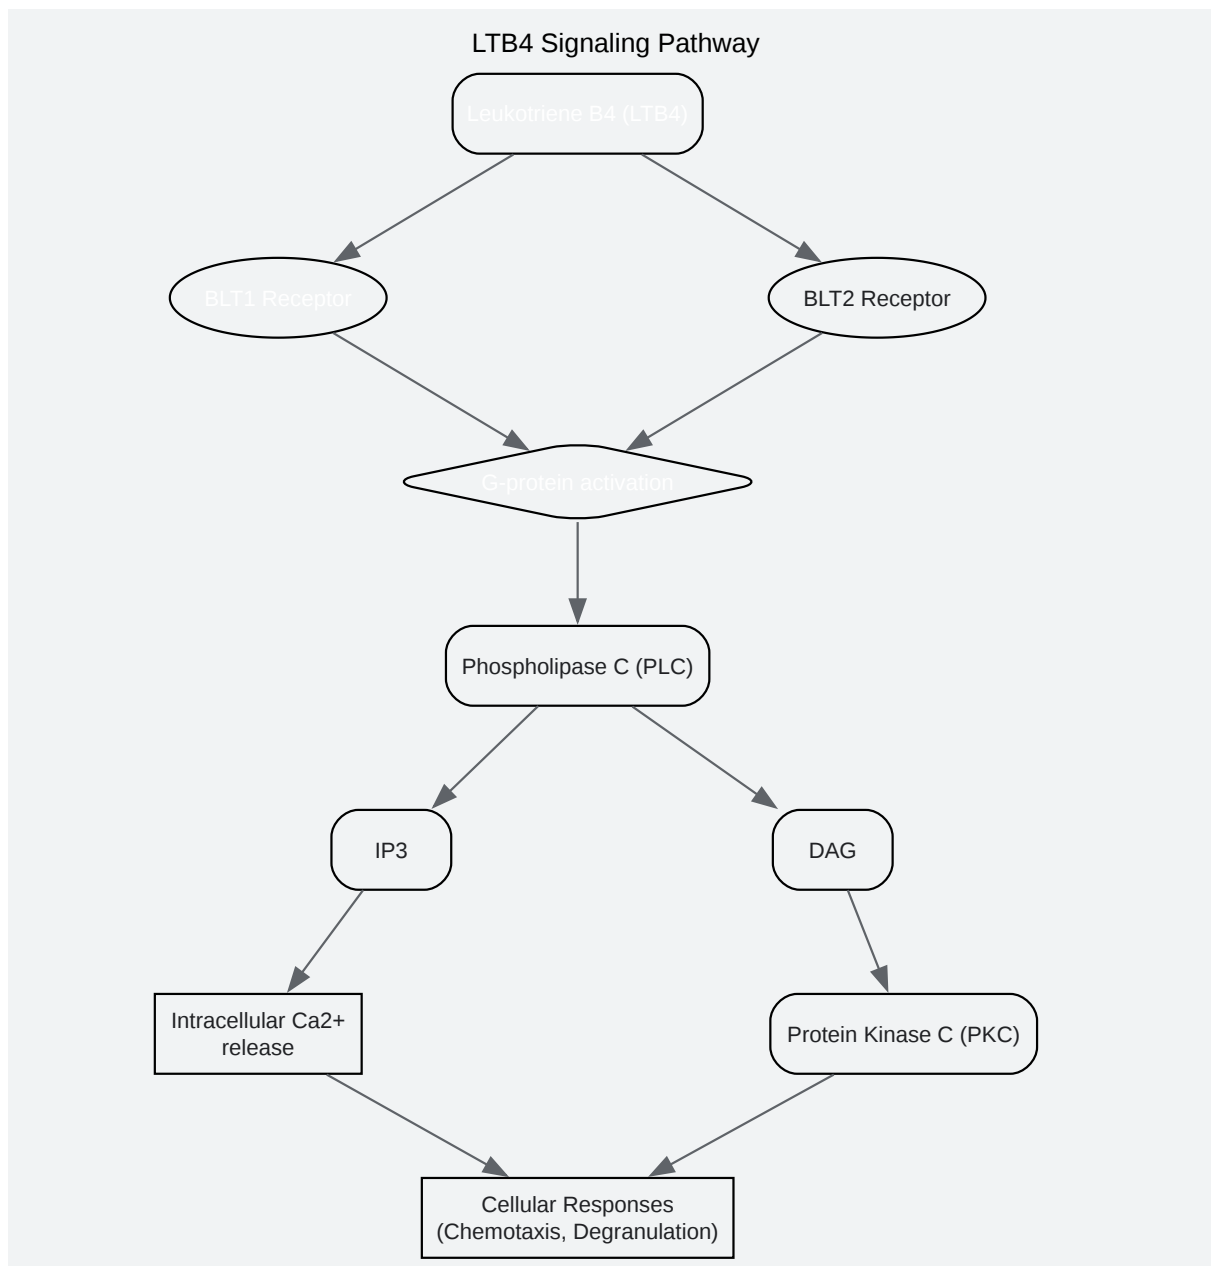 LTB4 Signaling Pathway
Leukotriene B4 (LTB4)
BLT1 Receptor
BLT2 Receptor
G-protein activation
Phospholipase C (PLC)
IP3
DAG
Intracellular Ca2+
release
Protein Kinase C (PKC)
Cellular Responses
(Chemotaxis, Degranulation)